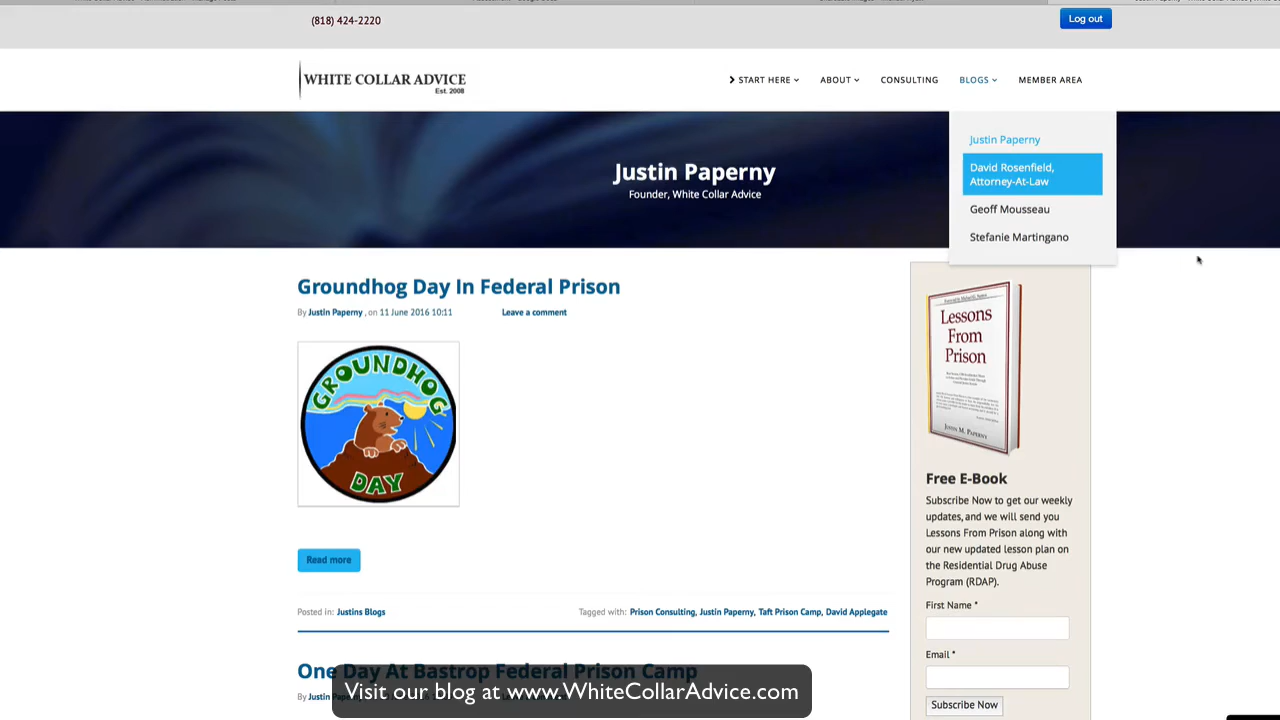 (818) 424-2220
Log out
WHITE COLLAR ADVICE
Est. 2008
START HERE
ABOUT
CONSULTING
BLOGS
MEMBER AREA
Justin Paperny
David Rosenfield,
Attorney-At-Law
Geoff Mousseau
Stefanie Martingano
Justin Paperny
Founder, White Collar Advice
Groundhog Day In Federal Prison
By Justin Paperny , on 11 June 2016 10:11
Leave a comment
GROUNDHOG
DAY
Read more
Posted in: Justins Blogs
Tagged with: Prison Consulting, Justin Paperny, Taft Prison Camp, David Applegate
One Day At Bastrop Federal Prison Camp
By Justin
Visit our blog at www.WhiteCollarAdvice.com
Lessons
From
Prison
JUSTIN M. PAPERNY
Free E-Book
Subscribe Now to get our weekly
updates, and we will send you
Lessons From Prison along with
our new updated lesson plan on
the Residential Drug Abuse
Program (RDAP).
First Name *
Email *
Subscribe Now